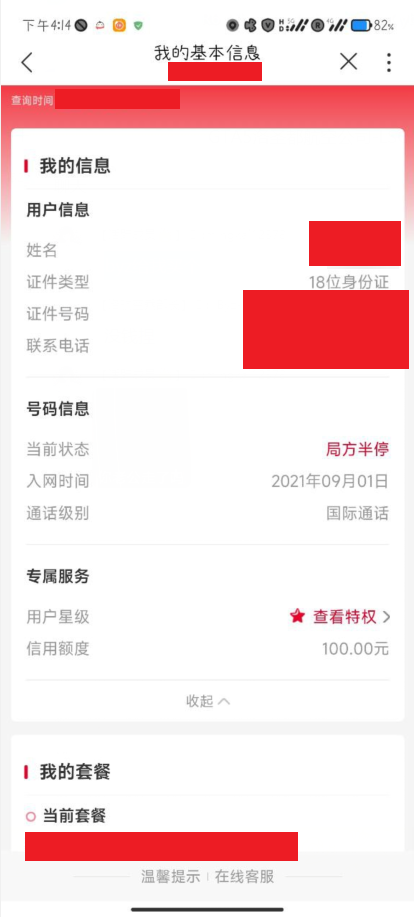 下午4:14 82%
我的基本信息
查询时间
我的信息
用户信息
姓名
证件类型 18位身份证
证件号码
联系电话
号码信息
当前状态 局方半停
入网时间 2021年09月01日
通话级别 国际通话
专属服务
用户星级 查看特权
信用额度 100.00元
收起
我的套餐
当前套餐
温馨提示 在线客服